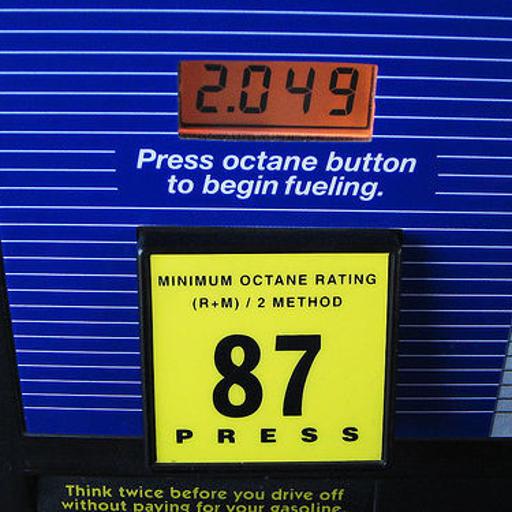 2.049
Press octane button
to begin fueling.
MINIMUM OCTANE RATING
(R+M) / 2 METHOD
87
PRESS
Think twice before you drive off
without paying for your gasoline.